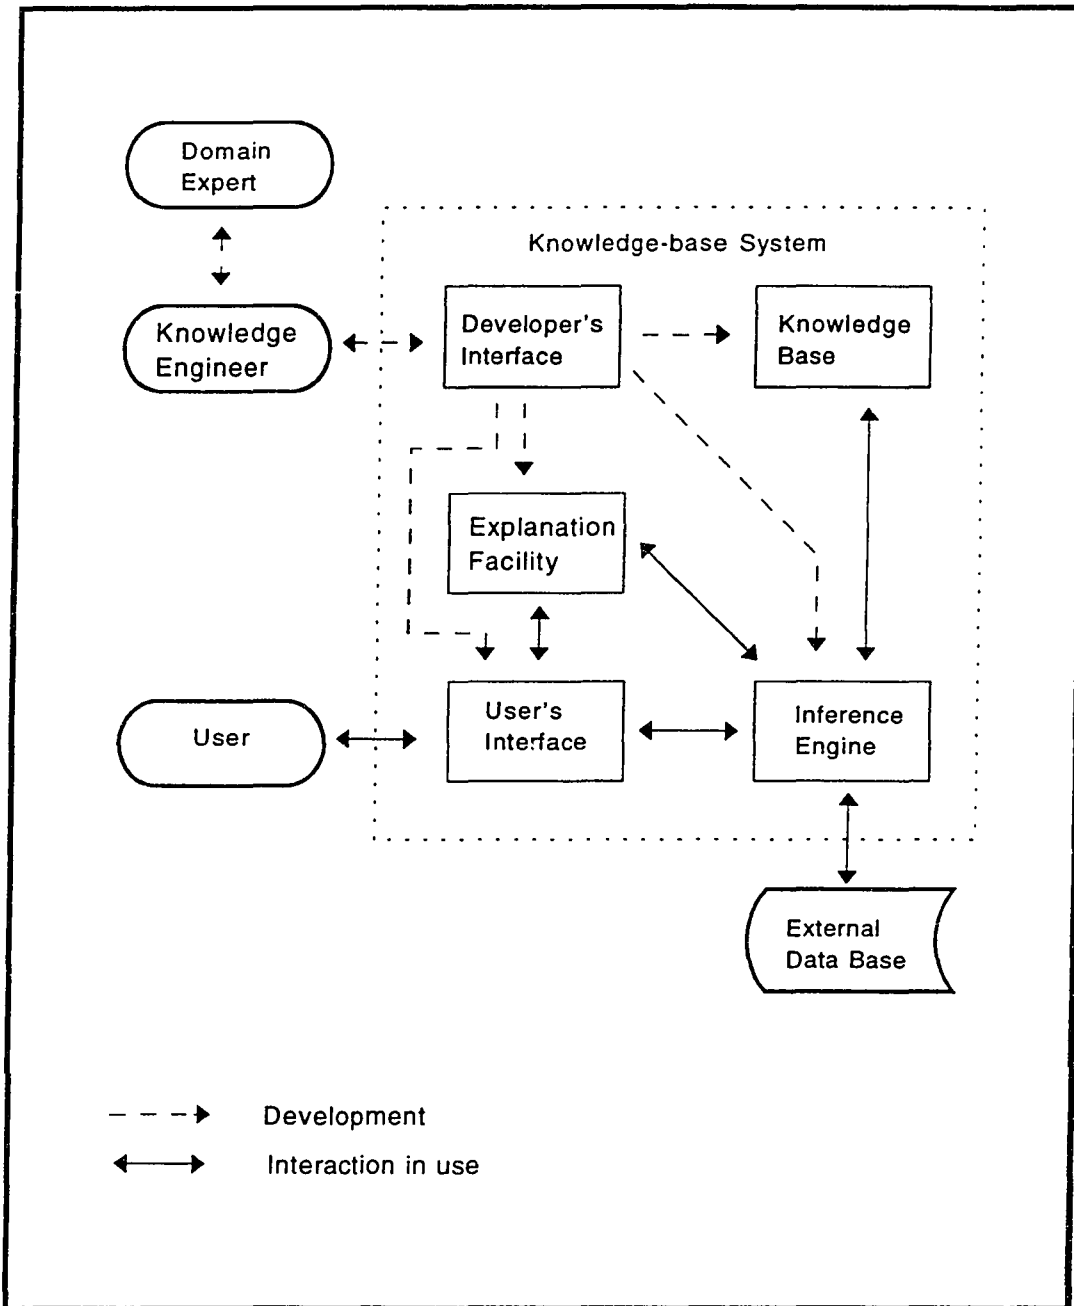 Domain
Expert
Knowledge-base System
Knowledge
Engineer
Developer's
Interface
Knowledge
Base
Explanation
Facility
User
User's
Interface
Inference
Engine
External
Data Base
Development
Interaction in use